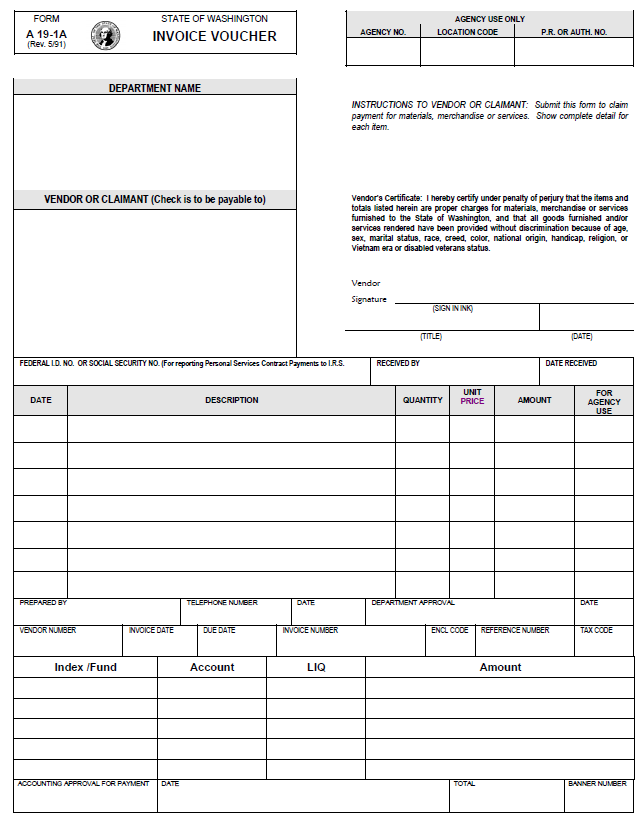 FORM
A 19-1A
(Rev. 5/91)
STATE OF WASHINGTON
INVOICE VOUCHER
AGENCY USE ONLY
AGENCY NO. LOCATION CODE P.R. OR AUTH. NO.
DEPARTMENT NAME
INSTRUCTIONS TO VENDOR OR CLAIMANT: Submit this form to claim
payment for materials, merchandise or services. Show complete detail for
each item.
VENDOR OR CLAIMANT (Check is to be payable to)
Vendor's Certificate: I hereby certify under penalty of perjury that the items and
totals listed herein are proper charges for materials, merchandise or services
furnished to the State of Washington, and that all goods furnished and/or
services rendered have been provided without discrimination because of age,
sex, marital status, race, creed, color, national origin, handicap, religion, or
Vietnam era or disabled veterans status.
Vendor
Signature
(SIGN IN INK)
(TITLE) (DATE)
FEDERAL I.D. NO. OR SOCIAL SECURITY NO. (For reporting Personal Services Contract Payments to I.R.S. RECEIVED BY DATE RECEIVED
DATE DESCRIPTION QUANTITY UNIT PRICE AMOUNT FOR AGENCY USE
PREPARED BY TELEPHONE NUMBER DATE DEPARTMENT APPROVAL DATE
VENDOR NUMBER INVOICE DATE DUE DATE INVOICE NUMBER ENCL CODE REFERENCE NUMBER TAX CODE
Index /Fund Account LIQ Amount
ACCOUNTING APPROVAL FOR PAYMENT DATE TOTAL BANNER NUMBER